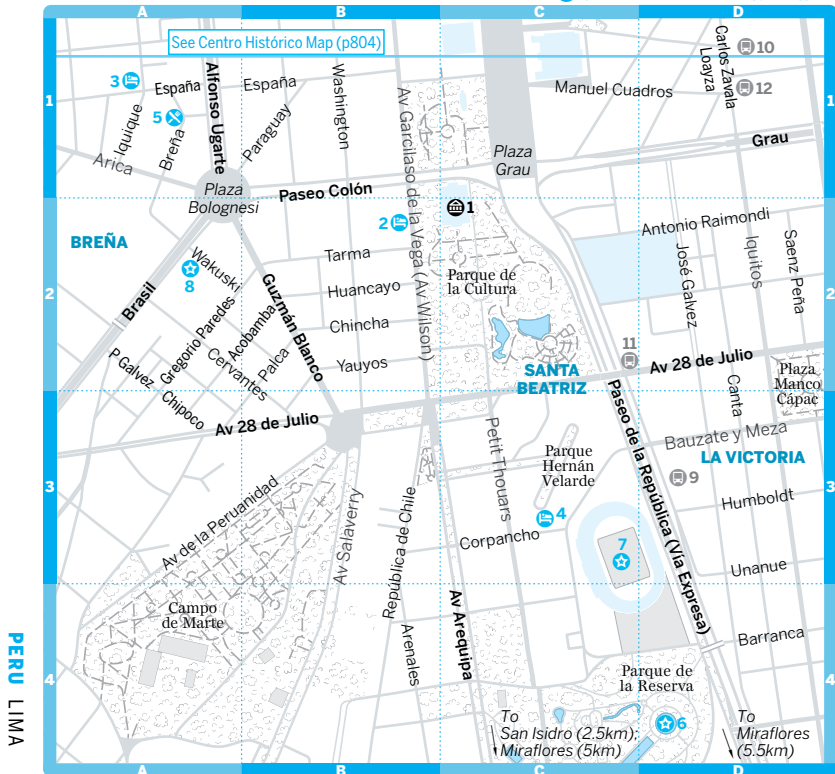 A
B
C
D
See Centro Histórico Map (p804)
3
España
Alfonso Ugarte
España
Washington
Av Garcilaso de la Vega (Av Wilson)
Manuel Cuadros
Carlos Zavala
Loayza
10
12
1
1
Iquique
5
Breña
Paraguay
Arica
Plaza
Grau
Grau
Plaza
Bolognesi
Paseo Colón
1
2
BREÑA
Antonio Raimondi
José Galvez
Iquitos
Saenz Peña
Wakuski
8
Tarma
Parque de
la Cultura
2
2
Brasil
Guzmán Blanco
Huancayo
Gregorio Paredes
Acobamba
Chincha
Cervantes
Palca
Yauyos
11
Av 28 de Julio
P Galvez
Chipoco
SANTA
BEATRIZ
Plaza
Manco
Cápac
Canta
Av 28 de Julio
Petit Thouars
Paseo de la República (Vía Expresa)
Bauzate y Meza
Parque
Hernán
Velarde
LA VICTORIA
3
3
9
Av de la Peruanidad
Av Salaverry
República de Chile
4
Humboldt
Corpancho
7
Unanue
Campo
de Marte
Av Arequipa
Arenales
Barranca
PERU LIMA
4
4
Parque de
la Reserva
6
To
San Isidro (2.5km);
Miraflores (5km)
To
Miraflores
(5.5km)
A
B
C
D